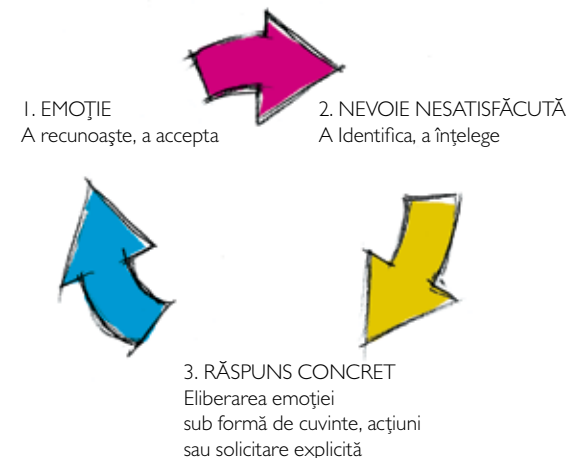 1. EMOŢIE
A recunoaşte, a accepta
2. NEVOIE NESATISFĂCUTĂ
A Identifica, a înţelege
3. RĂSPUNS CONCRET
Eliberarea emoţiei
sub formă de cuvinte, acţiuni
sau solicitare explicită